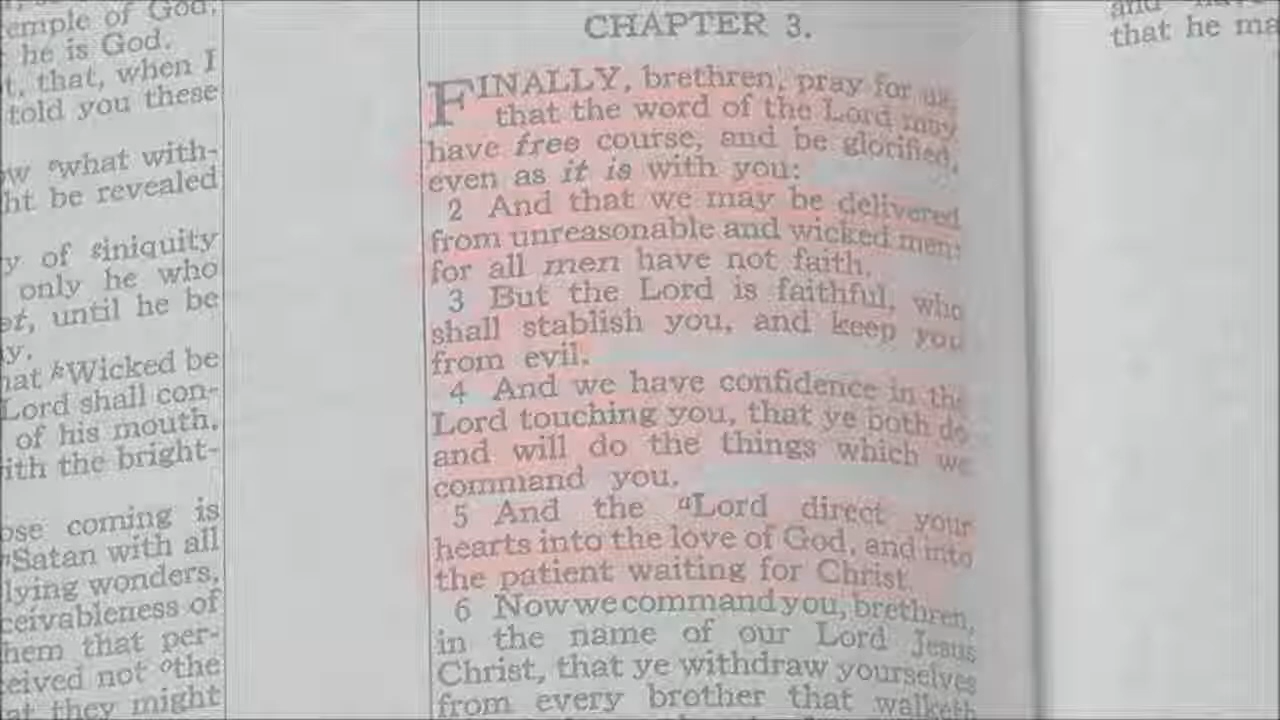 emple of God,
he is God.
t, that, when I
told you these
w ᵉwhat with-
ht be revealed
y of ᵍiniquity
only he who
et, until he be
y.
hat ᵏWicked be
Lord shall con-
of his mouth,
ith the bright-
ose coming is
ⁿSatan with all
lying wonders,
ceivableness of
hem that per-
ceived not ᵒthe
at they might
CHAPTER 3.
FINALLY, brethren, pray for us,
that the word of the Lord may
have free course, and be glorified,
even as it is with you:
2 And that we may be delivered
from unreasonable and wicked men:
for all men have not faith.
3 But the Lord is faithful, who
shall stablish you, and keep you
from evil.
4 And we have confidence in the
Lord touching you, that ye both do
and will do the things which we
command you.
5 And the ᵃLord direct your
hearts into the love of God, and into
the patient waiting for Christ.
6 Now we command you, brethren,
in the name of our Lord Jesus
Christ, that ye withdraw yourselves
from every brother that walketh
that he ma